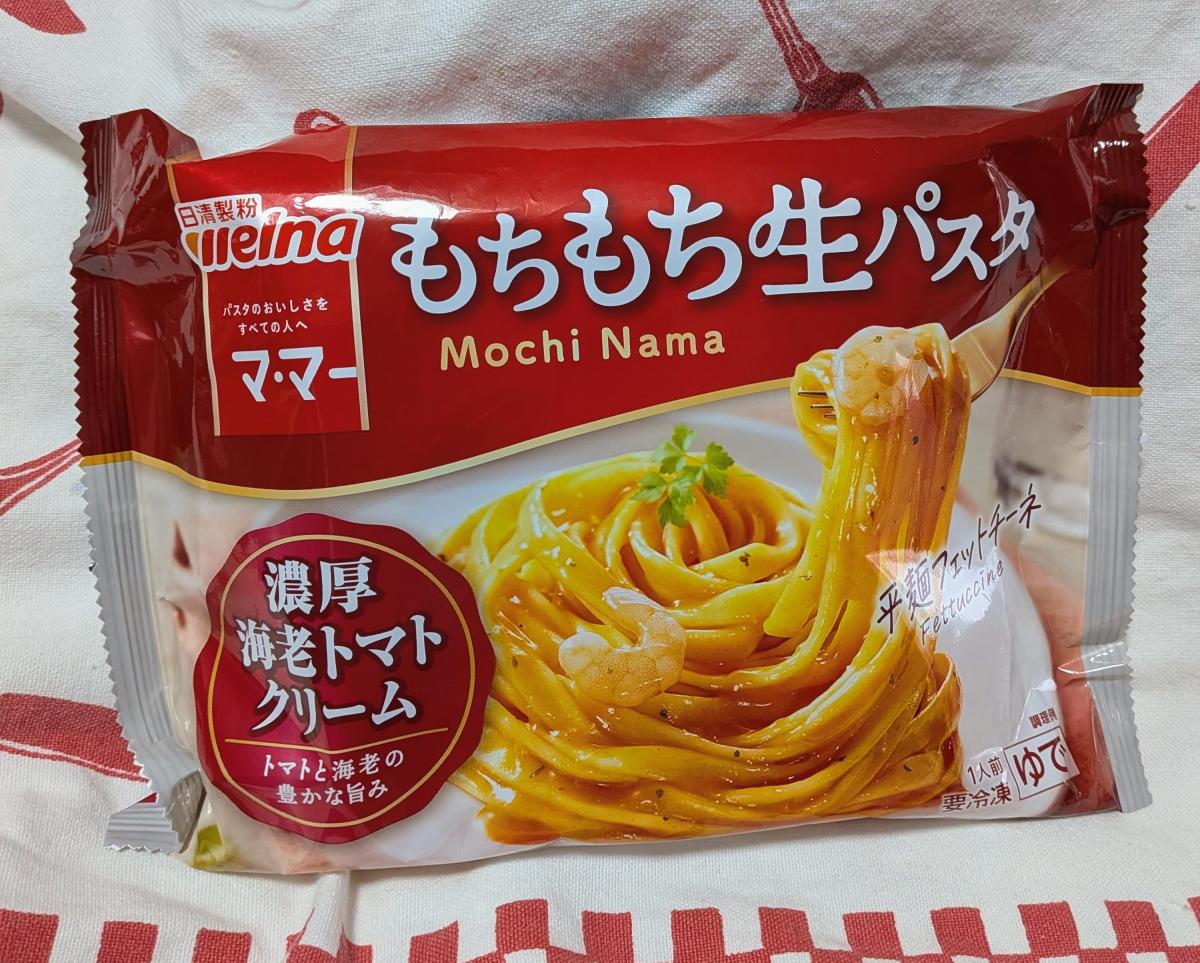 日清製粉
Welna
パスタのおいしさを
すべての人へ
マ・マー
もちもち生パスタ
Mochi Nama
平麺フェットチーネ
Fettuccine
濃厚
海老トマト
クリーム
トマトと海老の
豊かな旨み
調理例
1人前
要冷凍
ゆで